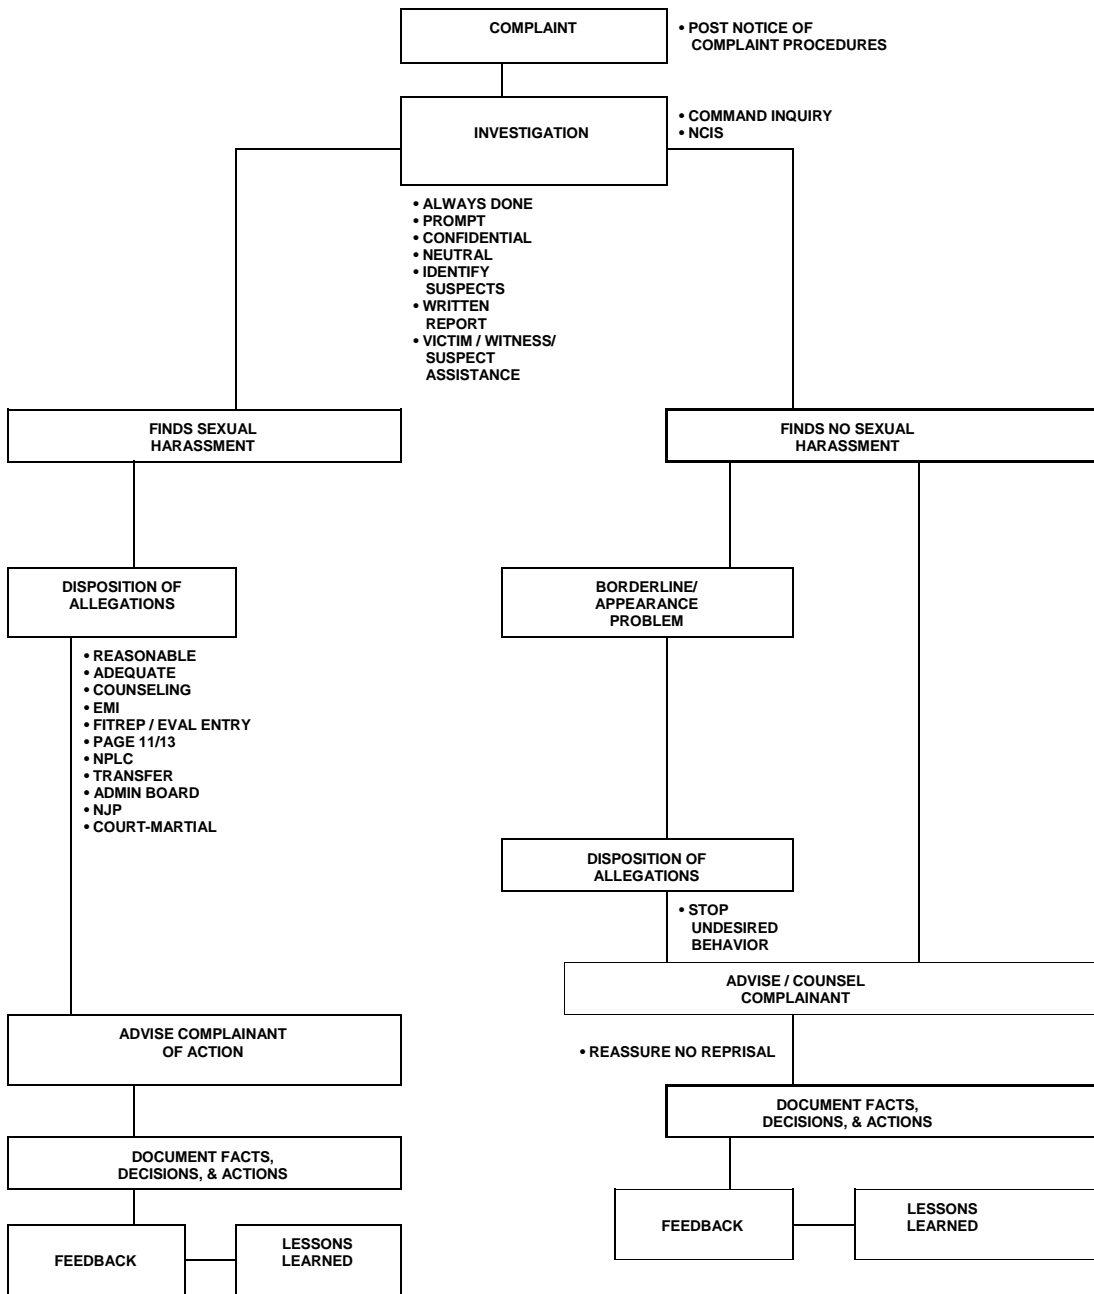 COMPLAINT
• POST NOTICE OF
COMPLAINT PROCEDURES
INVESTIGATION
• COMMAND INQUIRY
• NCIS
• ALWAYS DONE
• PROMPT
• CONFIDENTIAL
• NEUTRAL
• IDENTIFY
SUSPECTS
• WRITTEN
REPORT
• VICTIM / WITNESS/
SUSPECT
ASSISTANCE
FINDS SEXUAL
HARASSMENT
FINDS NO SEXUAL
HARASSMENT
DISPOSITION OF
ALLEGATIONS
• REASONABLE
• ADEQUATE
• COUNSELING
• EMI
• FITREP / EVAL ENTRY
• PAGE 11/13
• NPLC
• TRANSFER
• ADMIN BOARD
• NJP
• COURT-MARTIAL
BORDERLINE/
APPEARANCE
PROBLEM
DISPOSITION OF
ALLEGATIONS
• STOP
UNDESIRED
BEHAVIOR
ADVISE / COUNSEL
COMPLAINANT
ADVISE COMPLAINANT
OF ACTION
• REASSURE NO REPRISAL
DOCUMENT FACTS,
DECISIONS, & ACTIONS
DOCUMENT FACTS,
DECISIONS, & ACTIONS
FEEDBACK
LESSONS
LEARNED
FEEDBACK
LESSONS
LEARNED